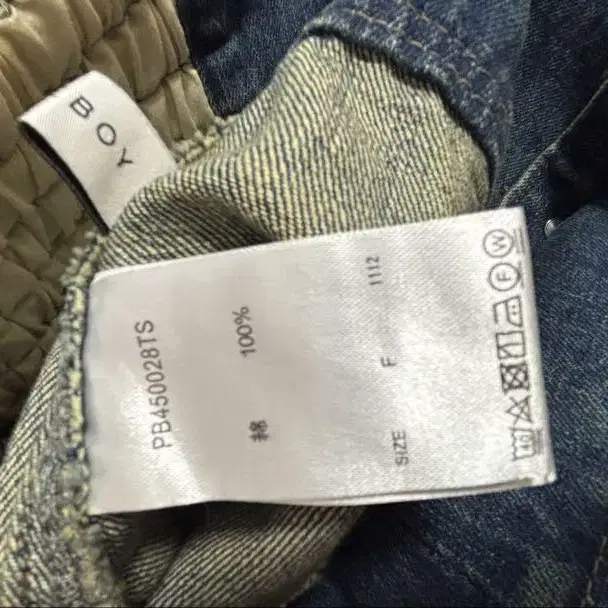 BOY
PB450028TS
綿 100%
SIZE F 1112
F
W